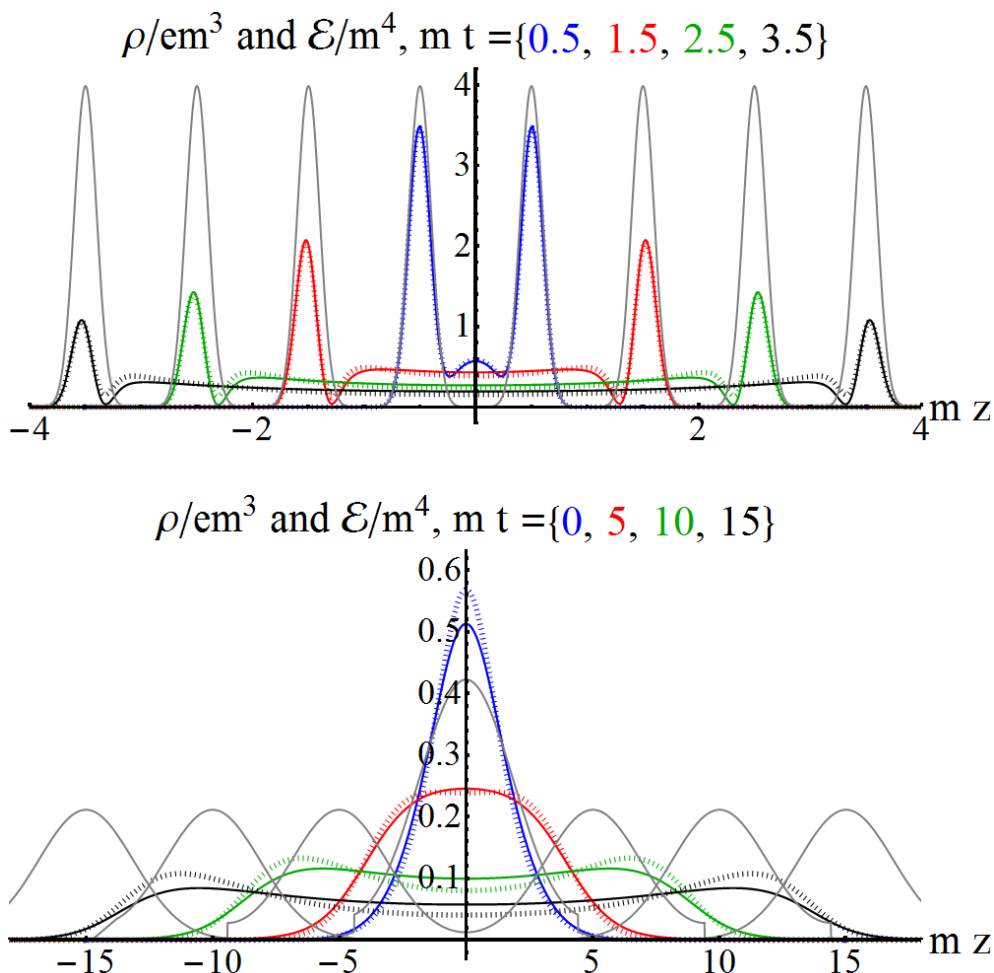 ρ/em³ and ℰ/m⁴, m t ={0.5, 1.5, 2.5, 3.5}
4
3
2
1
−4 −2 2 4 m z
ρ/em³ and ℰ/m⁴, m t ={0, 5, 10, 15}
0.6
0.5
0.4
0.3
0.2
0.1
−15 −10 −5 5 10 15 m z